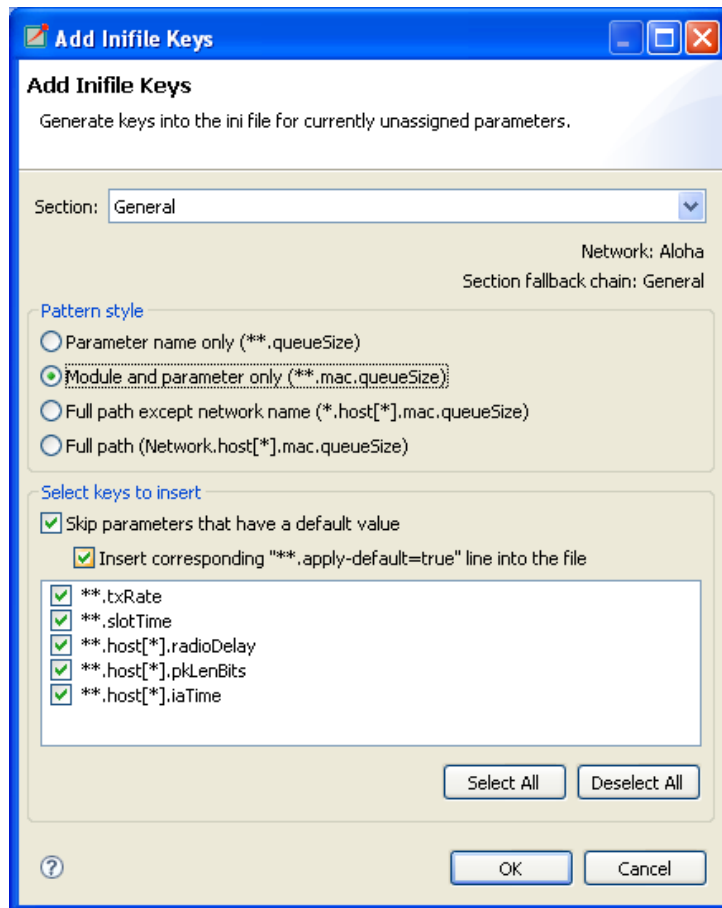 Add Inifile Keys
Add Inifile Keys
Generate keys into the ini file for currently unassigned parameters.
Section: General
Network: Aloha
Section fallback chain: General
Pattern style
Parameter name only (**.queueSize)
Module and parameter only (**.mac.queueSize)
Full path except network name (*.host[*].mac.queueSize)
Full path (Network.host[*].mac.queueSize)
Select keys to insert
Skip parameters that have a default value
Insert corresponding "**.apply-default=true" line into the file
**.txRate
**.slotTime
**.host[*].radioDelay
**.host[*].pkLenBits
**.host[*].iaTime
Select All Deselect All
? OK Cancel